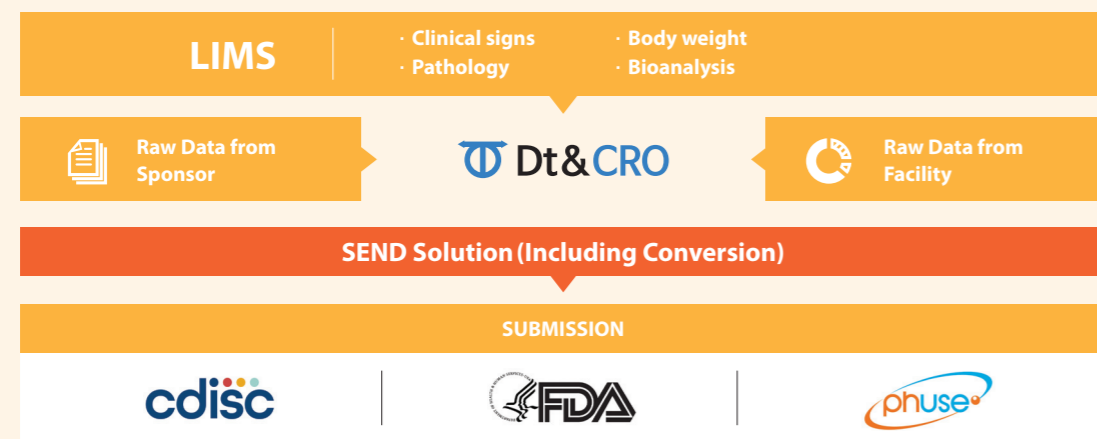 LIMS
· Clinical signs
· Pathology
· Body weight
· Bioanalysis
Raw Data from
Sponsor
Dt&CRO
Raw Data from
Facility
SEND Solution (Including Conversion)
SUBMISSION
cdisc
FDA
phuse